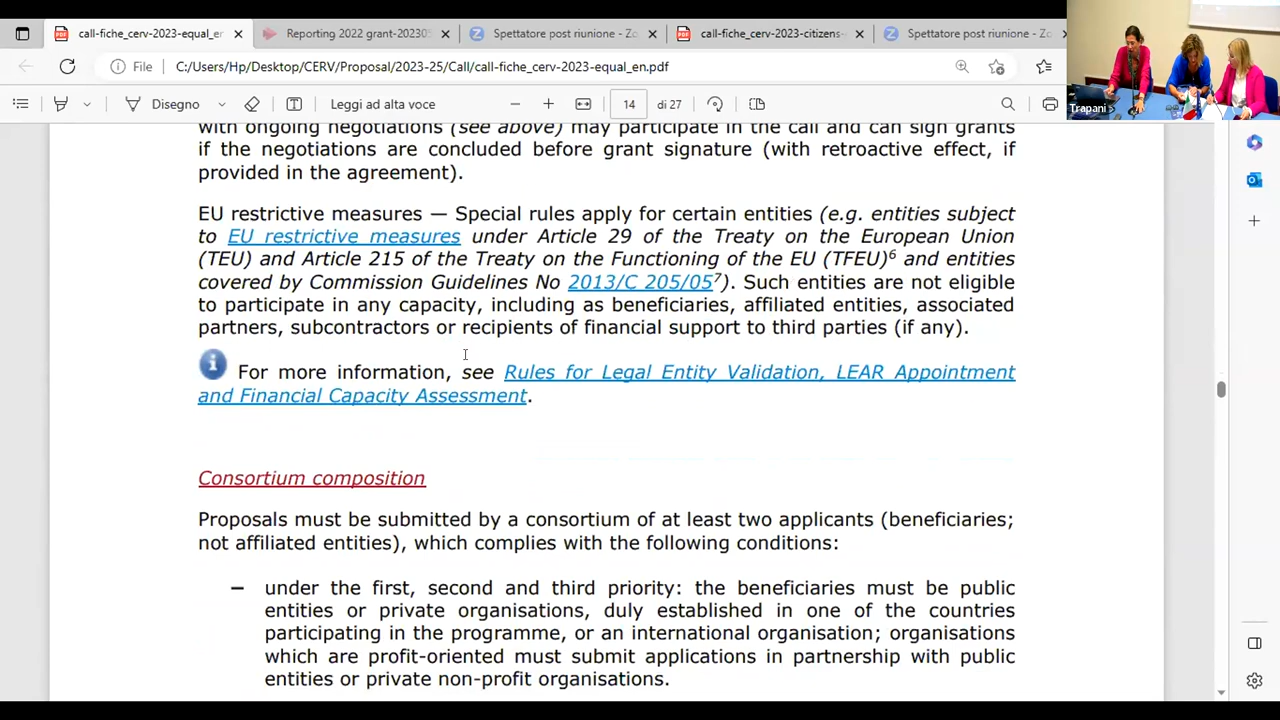 call-fiche_cerv-2023-equal_er
Reporting 2022 grant-202305
Spettatore post riunione - Zo
call-fiche_cerv-2023-citizens-
Spettatore post riunione - Zo
File
C:/Users/Hp/Desktop/CERV/Proposal/2023-25/Call/call-fiche_cerv-2023-equal_en.pdf
Disegno
Leggi ad alta voce
14
di 27
Trapani
with ongoing negotiations (see above) may participate in the call and can sign grants
if the negotiations are concluded before grant signature (with retroactive effect, if
provided in the agreement).
EU restrictive measures — Special rules apply for certain entities (e.g. entities subject
to EU restrictive measures under Article 29 of the Treaty on the European Union
(TEU) and Article 215 of the Treaty on the Functioning of the EU (TFEU)6 and entities
covered by Commission Guidelines No 2013/C 205/057). Such entities are not eligible
to participate in any capacity, including as beneficiaries, affiliated entities, associated
partners, subcontractors or recipients of financial support to third parties (if any).
For more information, see Rules for Legal Entity Validation, LEAR Appointment
and Financial Capacity Assessment.
Consortium composition
Proposals must be submitted by a consortium of at least two applicants (beneficiaries;
not affiliated entities), which complies with the following conditions:
– under the first, second and third priority: the beneficiaries must be public
entities or private organisations, duly established in one of the countries
participating in the programme, or an international organisation; organisations
which are profit-oriented must submit applications in partnership with public
entities or private non-profit organisations.